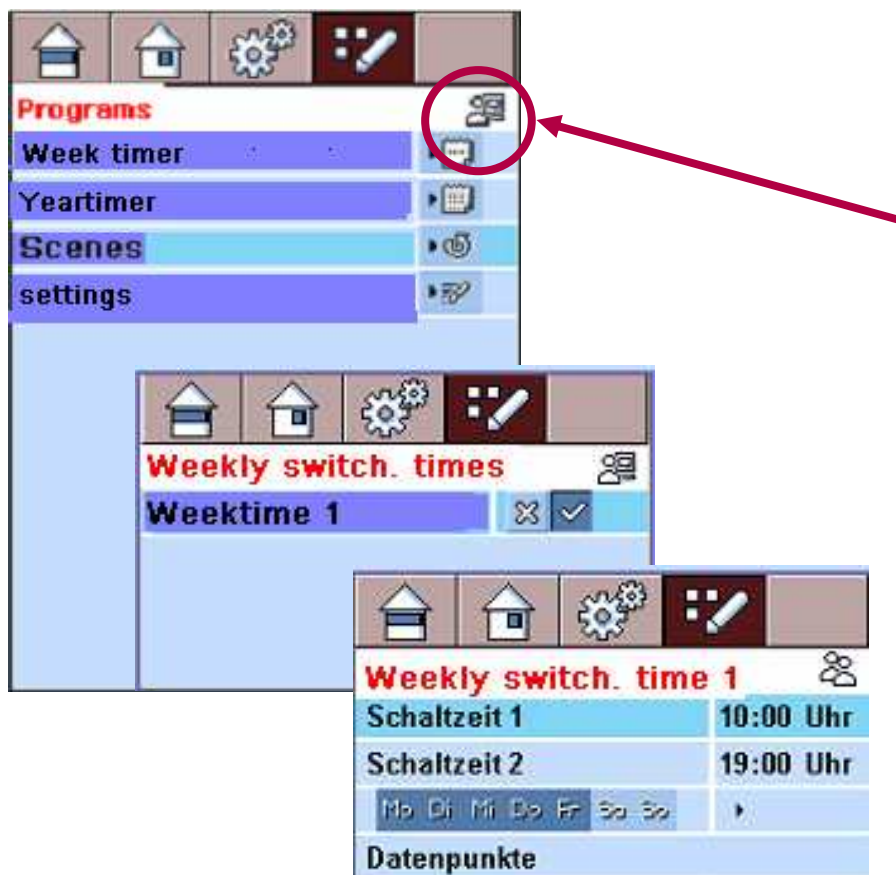 Programs
Week timer
Yeartimer
Scenes
settings
Weekly switch. times
Weektime 1
Weekly switch. time 1
Schaltzeit 1 10:00 Uhr
Schaltzeit 2 19:00 Uhr
Mo Di Mi Do Fr Sa So
Datenpunkte